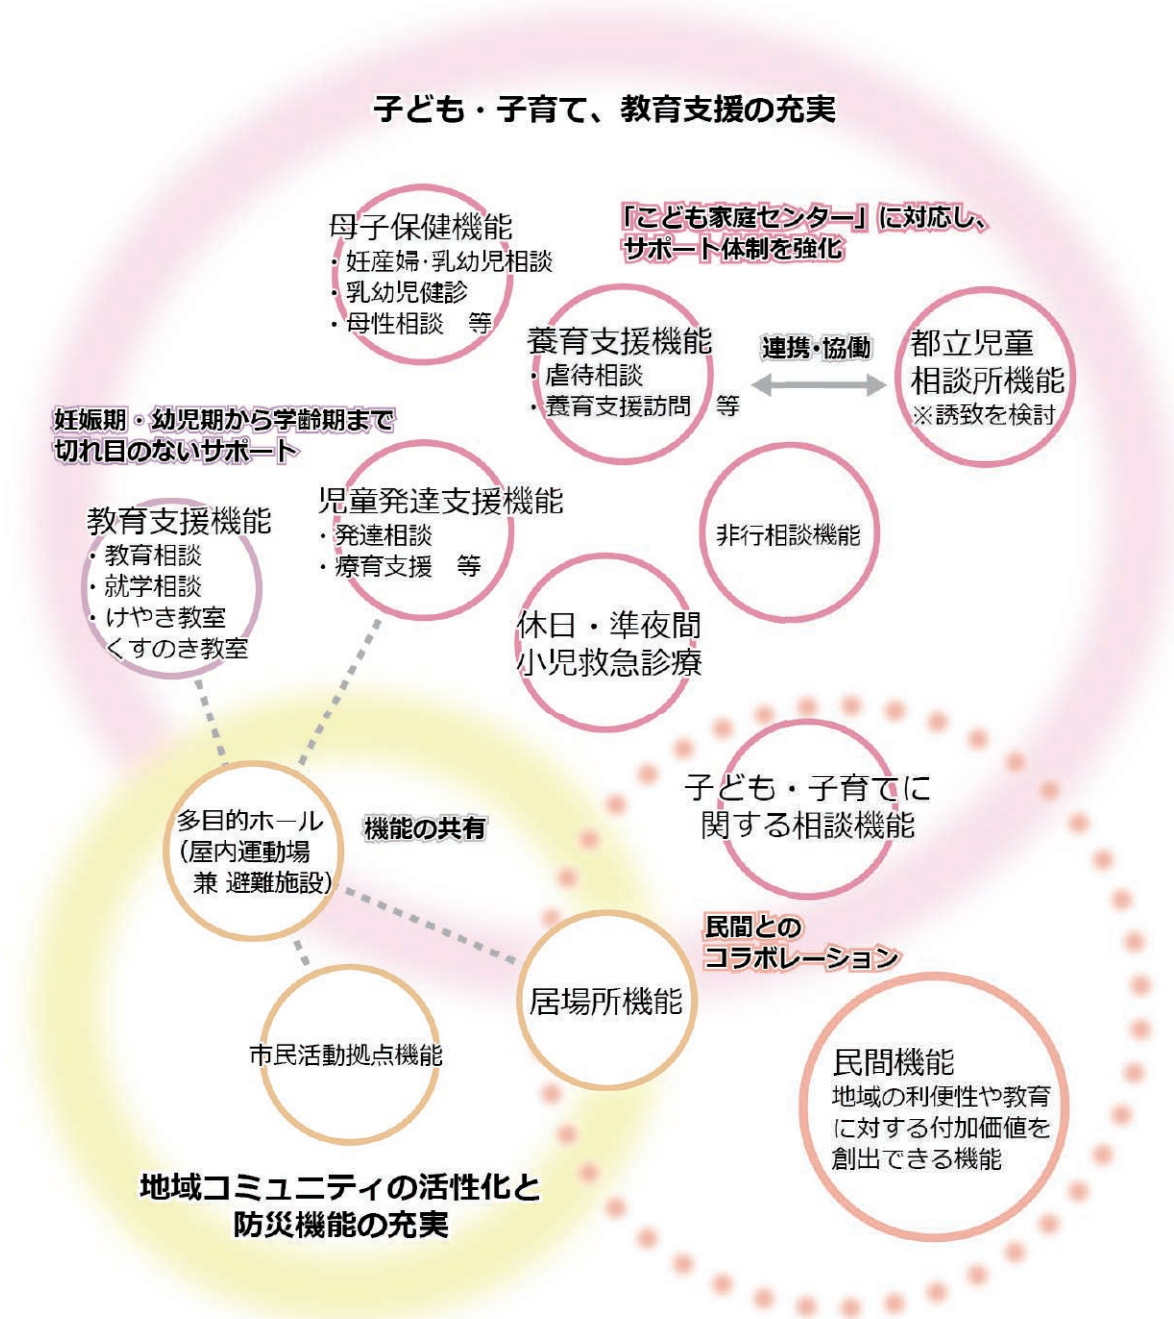 子ども・子育て、教育支援の充実
母子保健機能
・妊産婦･乳幼児相談
・乳幼児健診
・母性相談　等
「こども家庭センター」に対応し、
サポート体制を強化
養育支援機能
・虐待相談
・養育支援訪問　等
連携･協働
都立児童
相談所機能
※誘致を検討
妊娠期・幼児期から学齢期まで
切れ目のないサポート
教育支援機能
・教育相談
・就学相談
・けやき教室
くすのき教室
児童発達支援機能
・発達相談
・療育支援　等
非行相談機能
休日・準夜間
小児救急診療
子ども・子育てに
関する相談機能
多目的ホール
（屋内運動場
兼 避難施設）
機能の共有
民間との
コラボレーション
居場所機能
市民活動拠点機能
民間機能
地域の利便性や教育
に対する付加価値を
創出できる機能
地域コミュニティの活性化と
防災機能の充実